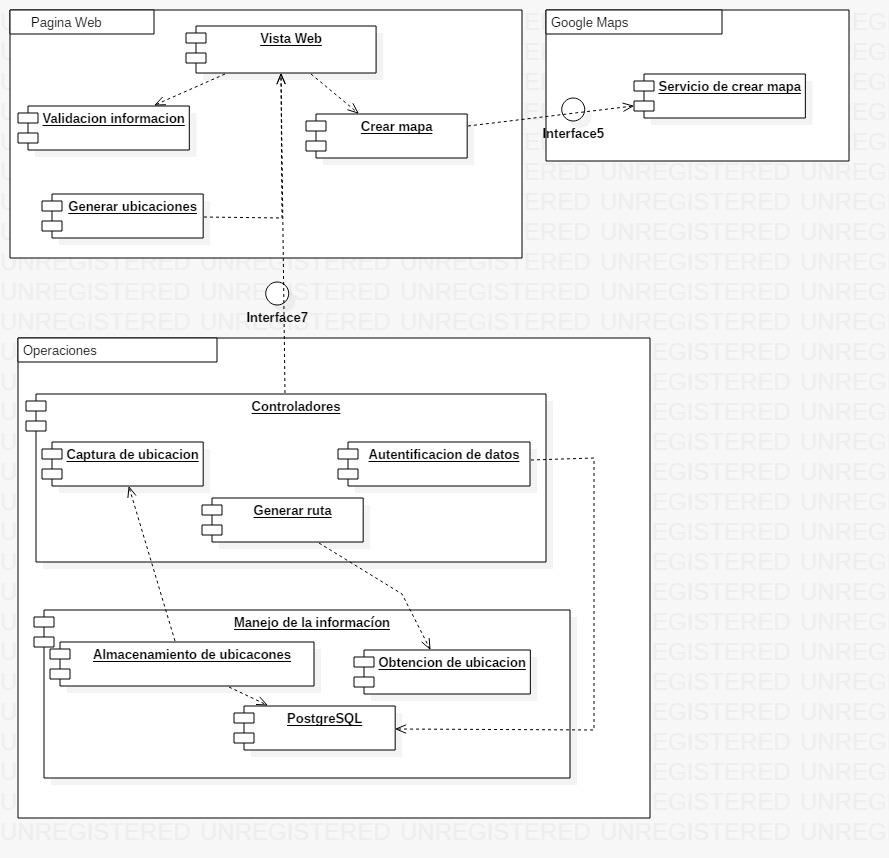 Pagina Web
Vista Web
Validacion informacion
Crear mapa
Generar ubicaciones
Google Maps
Servicio de crear mapa
Interface5
Interface7
Operaciones
Controladores
Captura de ubicacion
Autentificacion de datos
Generar ruta
Manejo de la informacíon
Almacenamiento de ubicacones
Obtencion de ubicacion
PostgreSQL
UNREGISTERED UNREGISTERED UNREGISTERED UNREGISTERED UNREG